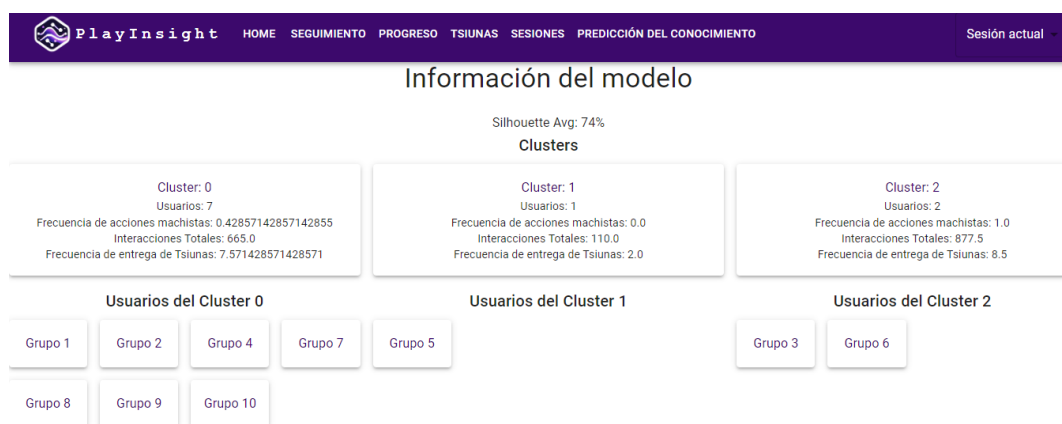 PlayInsight HOME SEGUIMIENTO PROGRESO TSIUNAS SESIONES PREDICCIÓN DEL CONOCIMIENTO Sesión actual
Información del modelo
Silhouette Avg: 74%
Clusters
Cluster: 0
Usuarios: 7
Frecuencia de acciones machistas: 0.42857142857142855
Interacciones Totales: 665.0
Frecuencia de entrega de Tsiunas: 7.571428571428571
Cluster: 1
Usuarios: 1
Frecuencia de acciones machistas: 0.0
Interacciones Totales: 110.0
Frecuencia de entrega de Tsiunas: 2.0
Cluster: 2
Usuarios: 2
Frecuencia de acciones machistas: 1.0
Interacciones Totales: 877.5
Frecuencia de entrega de Tsiunas: 8.5
Usuarios del Cluster 0
Grupo 1 Grupo 2 Grupo 4 Grupo 7
Grupo 8 Grupo 9 Grupo 10
Usuarios del Cluster 1
Grupo 5
Usuarios del Cluster 2
Grupo 3 Grupo 6